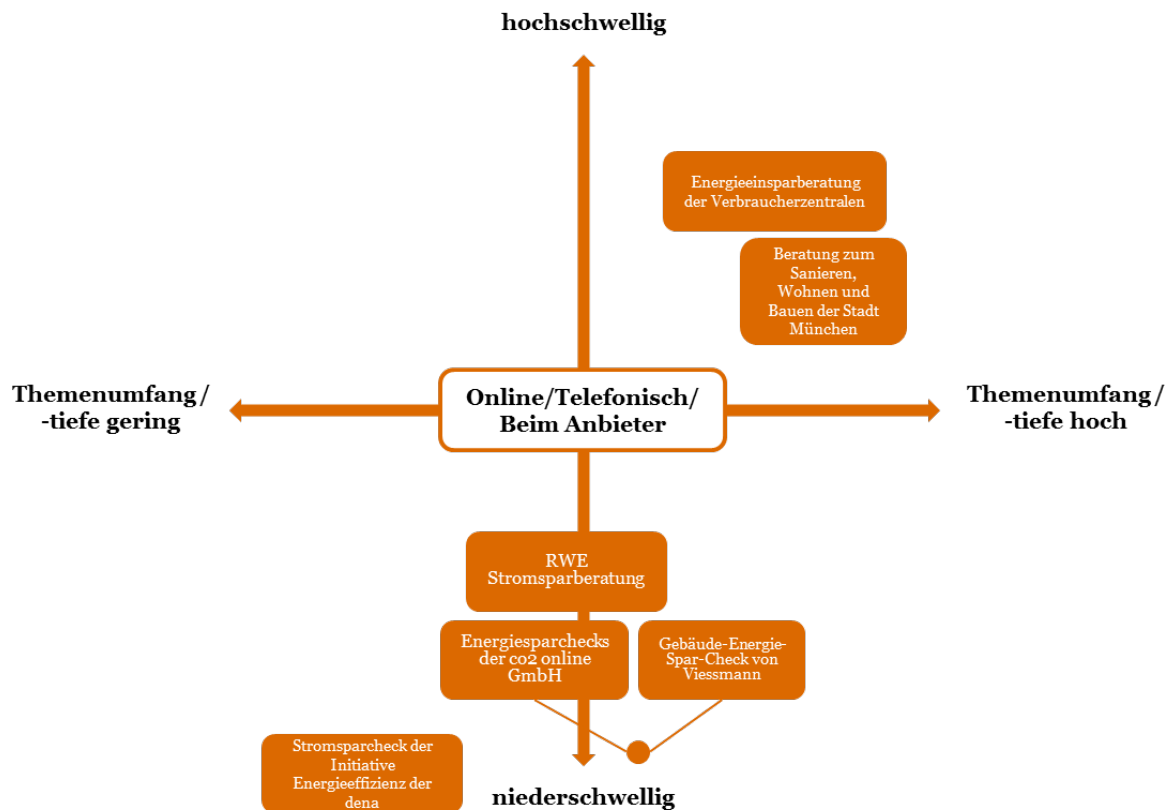 hochschwellig
Energieeinsparberatung
der Verbraucherzentralen
Beratung zum
Sanieren,
Wohnen und
Bauen der Stadt
München
Themenumfang/
-tiefe gering
Online/Telefonisch/
Beim Anbieter
Themenumfang/
-tiefe hoch
RWE
Stromsparberatung
Energiesparchecks
der co2 online
GmbH
Gebäude-Energie-
Spar-Check von
Viessmann
Stromsparcheck der
Initiative
Energieeffizienz der
dena
niederschwellig